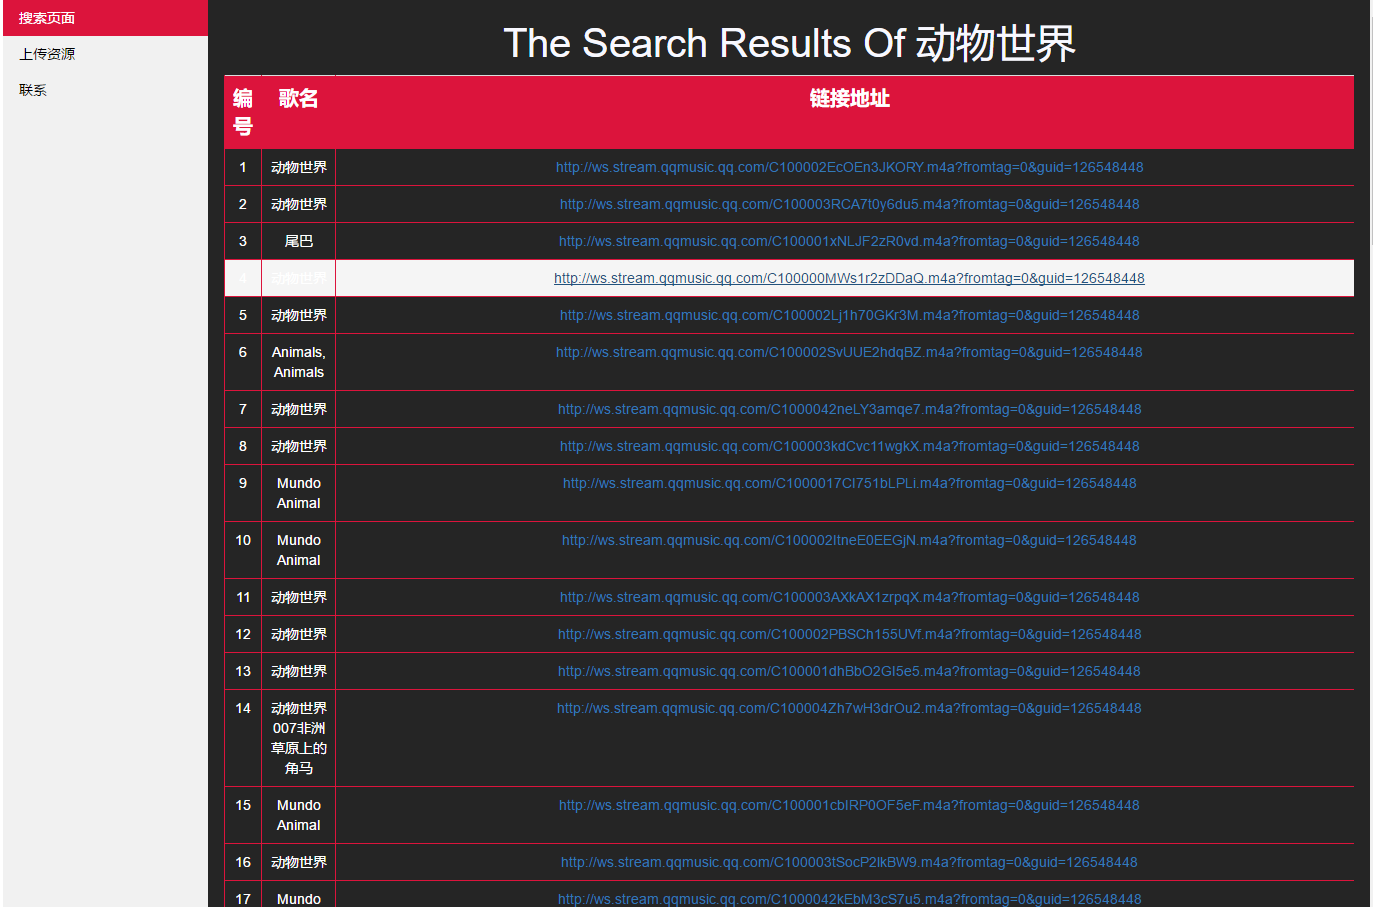 搜索页面
上传资源
联系
The Search Results Of 动物世界
编号 歌名 链接地址
1 动物世界 http://ws.stream.qqmusic.qq.com/C100002EcOEn3JKORY.m4a?fromtag=0&guid=126548448
2 动物世界 http://ws.stream.qqmusic.qq.com/C100003RCA7t0y6du5.m4a?fromtag=0&guid=126548448
3 尾巴 http://ws.stream.qqmusic.qq.com/C100001xNLJF2zR0vd.m4a?fromtag=0&guid=126548448
4 动物世界 http://ws.stream.qqmusic.qq.com/C100000MWs1r2zDDaQ.m4a?fromtag=0&guid=126548448
5 动物世界 http://ws.stream.qqmusic.qq.com/C100002Lj1h70GKr3M.m4a?fromtag=0&guid=126548448
6 Animals, http://ws.stream.qqmusic.qq.com/C100002SvUUE2hdqBZ.m4a?fromtag=0&guid=126548448
Animals
7 动物世界 http://ws.stream.qqmusic.qq.com/C1000042neLY3amqe7.m4a?fromtag=0&guid=126548448
8 动物世界 http://ws.stream.qqmusic.qq.com/C100003kdCvc11wgkX.m4a?fromtag=0&guid=126548448
9 Mundo http://ws.stream.qqmusic.qq.com/C1000017CI751bLPLi.m4a?fromtag=0&guid=126548448
Animal
10 Mundo http://ws.stream.qqmusic.qq.com/C100002ItneE0EEGjN.m4a?fromtag=0&guid=126548448
Animal
11 动物世界 http://ws.stream.qqmusic.qq.com/C100003AXkAX1zrpqX.m4a?fromtag=0&guid=126548448
12 动物世界 http://ws.stream.qqmusic.qq.com/C100002PBSCh155UVf.m4a?fromtag=0&guid=126548448
13 动物世界 http://ws.stream.qqmusic.qq.com/C100001dhBbO2GI5e5.m4a?fromtag=0&guid=126548448
14 动物世界 http://ws.stream.qqmusic.qq.com/C100004Zh7wH3drOu2.m4a?fromtag=0&guid=126548448
007非洲
草原上的
角马
15 Mundo http://ws.stream.qqmusic.qq.com/C100001cbIRP0OF5eF.m4a?fromtag=0&guid=126548448
Animal
16 动物世界 http://ws.stream.qqmusic.qq.com/C100003tSocP2IkBW9.m4a?fromtag=0&guid=126548448
17 Mundo http://ws.stream.qqmusic.qq.com/C1000042kEbM3cS7u5.m4a?fromtag=0&guid=126548448